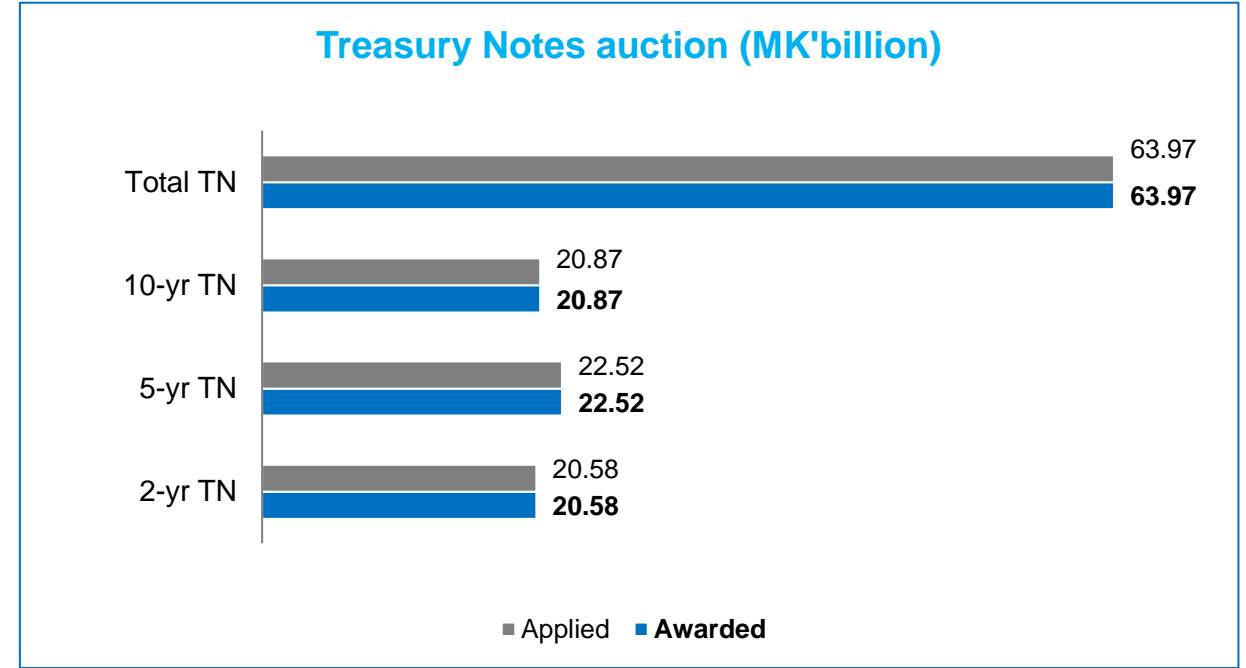 Treasury Notes auction (MK'billion)
Total TN
63.97
63.97
10-yr TN
20.87
20.87
5-yr TN
22.52
22.52
2-yr TN
20.58
20.58
Applied Awarded